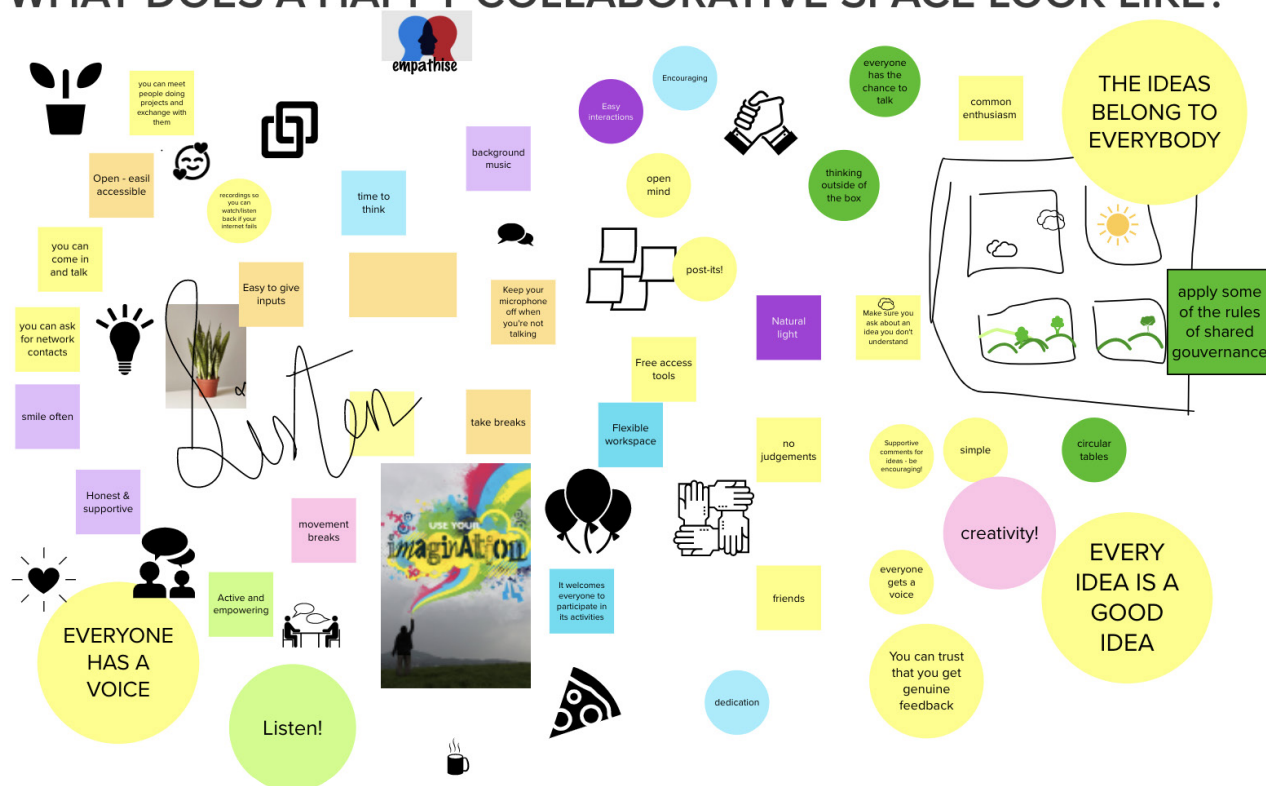 WHAT DOES A HAPPY COLLABORATIVE SPACE LOOK LIKE?
empathise
you can meet
people doing
projects and
exchange with
them
Open - easil
accessible
recordings so
you can
watch/listen
back if your
internet fails
time to
think
background
music
Easy
interactions
Encouraging
everyone
has the
chance to
talk
common
enthusiasm
THE IDEAS
BELONG TO
EVERYBODY
open
mind
thinking
outside of
the box
you can
come in
and talk
Easy to give
inputs
Keep your
microphone
off when
you're not
talking
post-its!
you can ask
for network
contacts
Natural
light
Make sure you
ask about an
idea you don't
understand
apply some
of the rules
of shared
gouvernance
Free access
tools
smile often
Listen
take breaks
Flexible
workspace
no
judgements
Supportive
comments for
ideas - be
encouraging!
simple
circular
tables
Honest &
supportive
movement
breaks
USE YOUR
imaginAtion
creativity!
EVERY
IDEA IS A
GOOD
IDEA
Active and
empowering
It welcomes
everyone to
participate in
its activities
friends
everyone
gets a
voice
EVERYONE
HAS A
VOICE
Listen!
dedication
You can trust
that you get
genuine
feedback